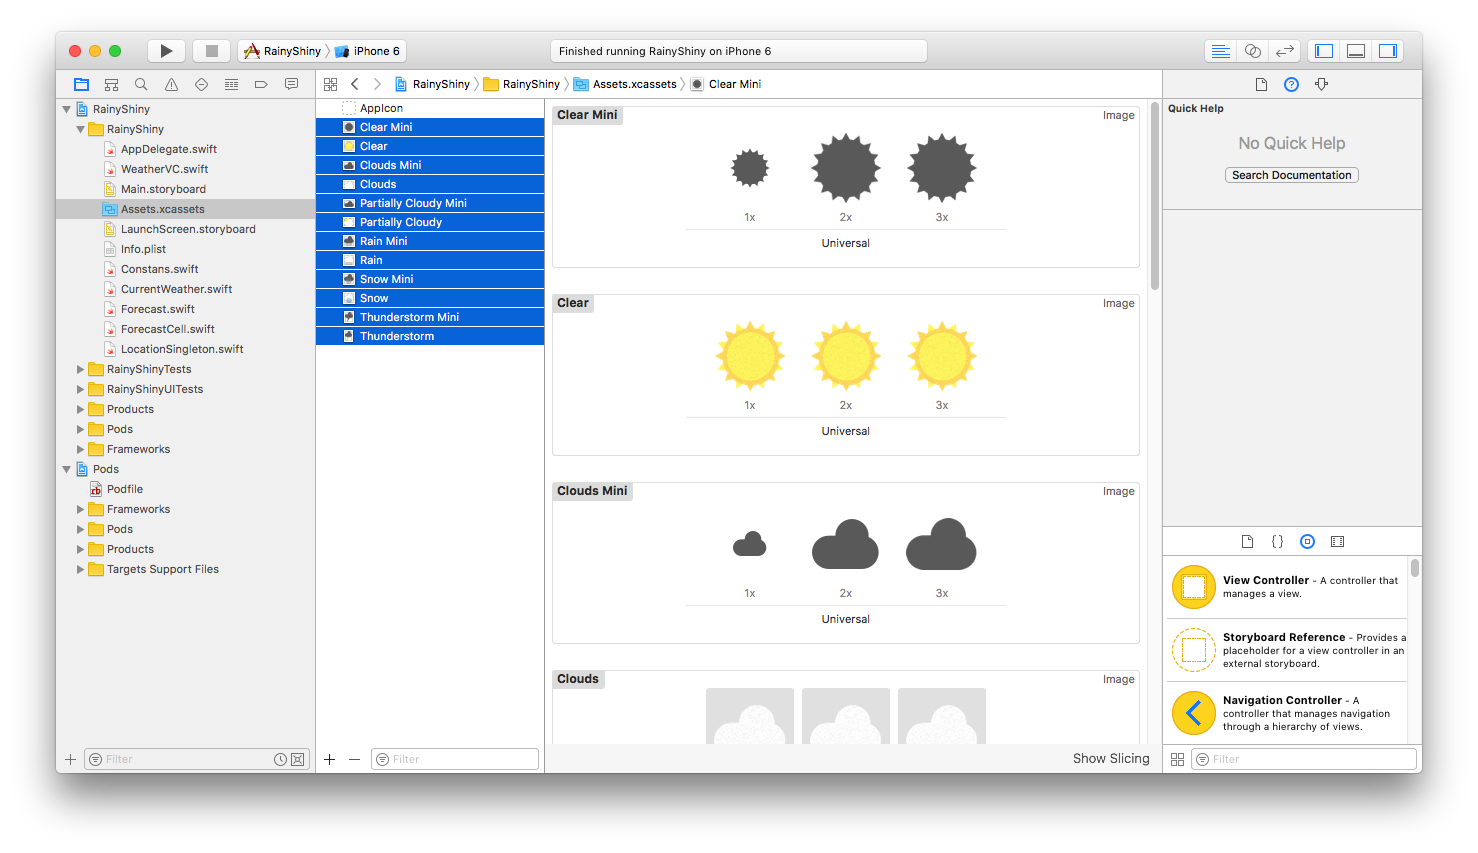 RainyShiny
iPhone 6
Finished running RainyShiny on iPhone 6
RainyShiny
RainyShiny
Assets.xcassets
Clear Mini
RainyShiny
RainyShiny
AppDelegate.swift
WeatherVC.swift
Main.storyboard
Assets.xcassets
LaunchScreen.storyboard
Info.plist
Constans.swift
CurrentWeather.swift
Forecast.swift
ForecastCell.swift
LocationSingleton.swift
RainyShinyTests
RainyShinyUITests
Products
Pods
Frameworks
Pods
rb
Podfile
Frameworks
Pods
Products
Targets Support Files
Filter
AppIcon
Clear Mini
Clear
Clouds Mini
Clouds
Partially Cloudy Mini
Partially Cloudy
Rain Mini
Rain
Snow Mini
Snow
Thunderstorm Mini
Thunderstorm
Filter
Clear Mini
Image
1x 2x 3x
Universal
Clear
Image
1x 2x 3x
Universal
Clouds Mini
Image
1x 2x 3x
Universal
Clouds
Image
Show Slicing
Quick Help
No Quick Help
Search Documentation
View Controller - A controller that
manages a view.
Storyboard Reference - Provides a
placeholder for a view controller in an
external storyboard.
Navigation Controller - A
controller that manages navigation
through a hierarchy of views.
Filter